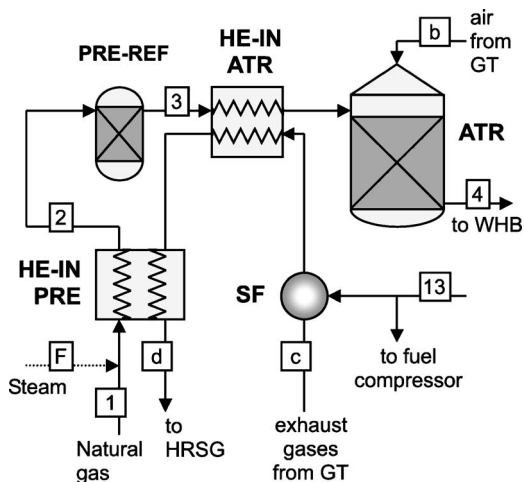 PRE-REF
HE-IN
ATR
b
air
from
GT
3
ATR
4
to WHB
2
HE-IN
PRE
SF
13
F
Steam
d
c
to fuel
compressor
1
Natural
gas
to
HRSG
exhaust
gases
from GT